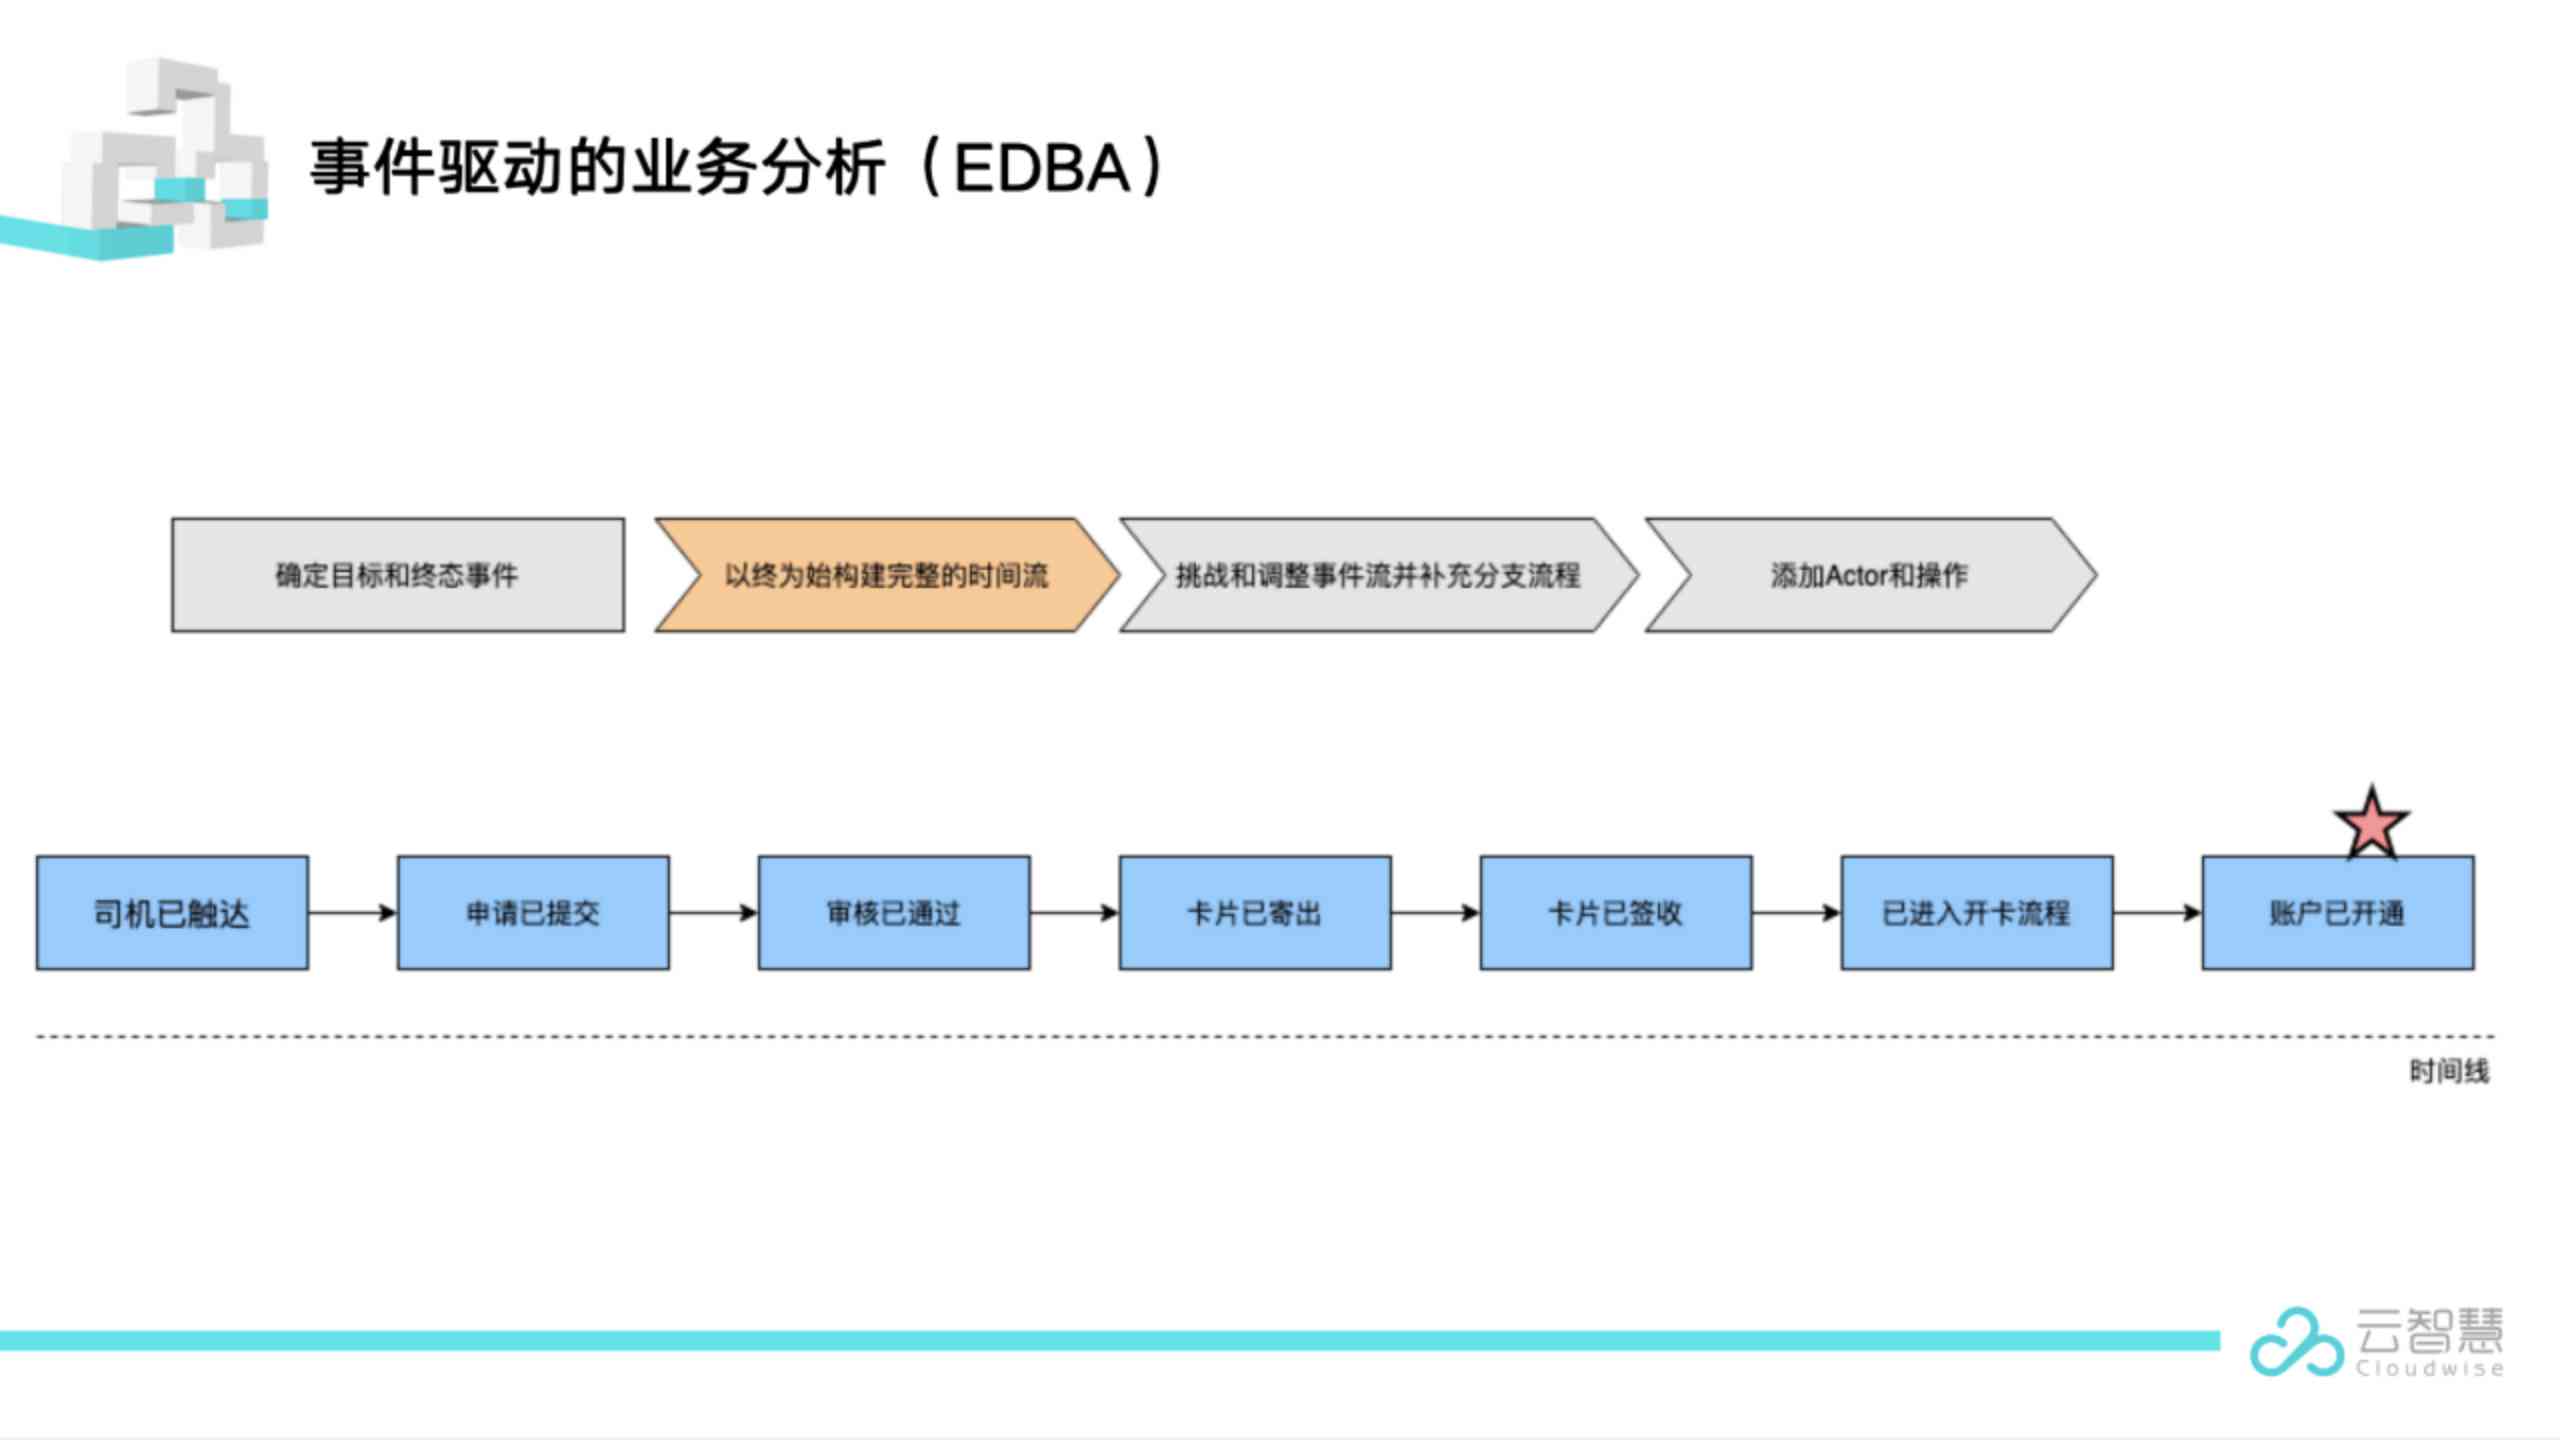 事件驱动的业务分析（EDBA）
确定目标和终态事件
以终为始构建完整的时间流
挑战和调整事件流并补充分支流程
添加Actor和操作
司机已触达
申请已提交
审核已通过
卡片已寄出
卡片已签收
已进入开卡流程
账户已开通
时间线
云智慧
Cloudwise